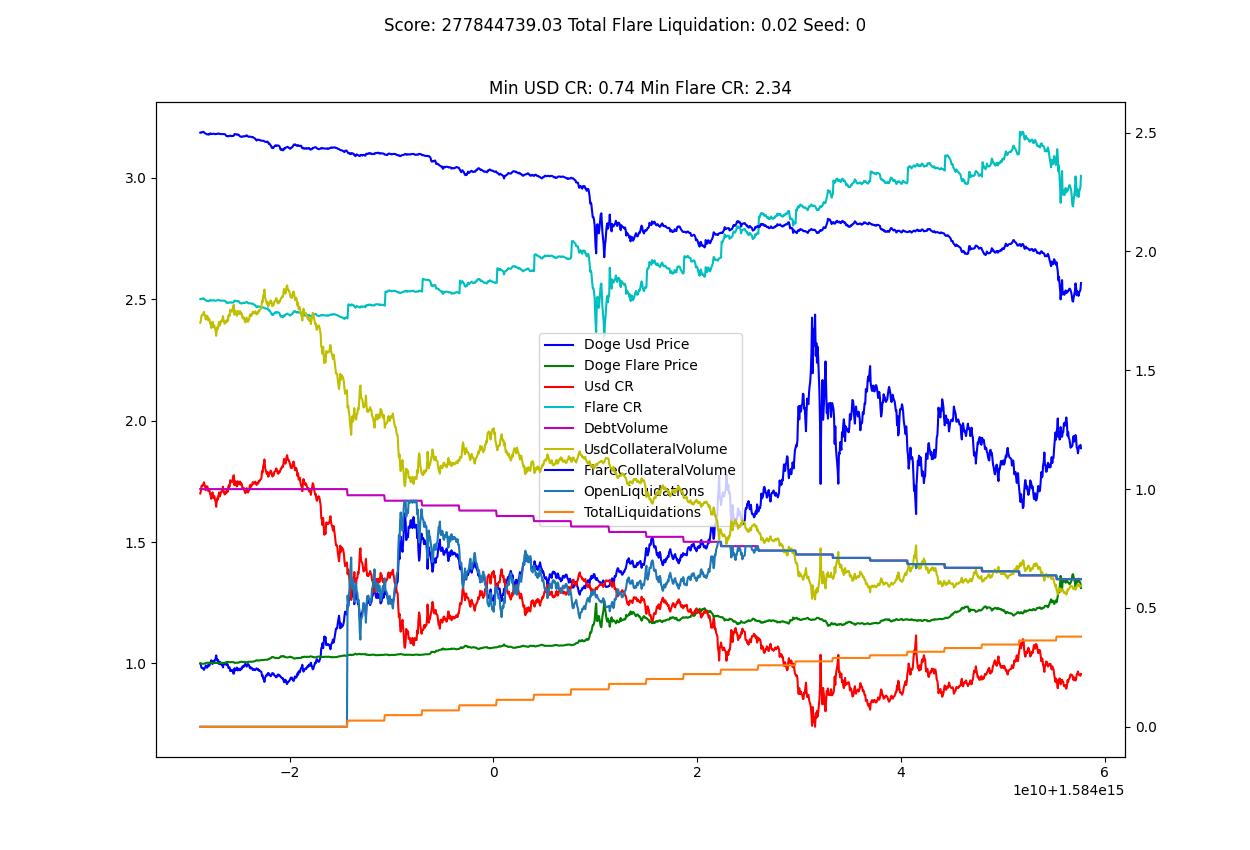 Score: 277844739.03 Total Flare Liquidation: 0.02 Seed: 0
Min USD CR: 0.74 Min Flare CR: 2.34
3.0
2.5
2.0
1.5
1.0
2.5
2.0
1.5
1.0
0.5
0.0
Doge Usd Price
Doge Flare Price
Usd CR
Flare CR
DebtVolume
UsdCollateralVolume
FlareCollateralVolume
OpenLiquidations
TotalLiquidations
−2 0 2 4 6
1e10+1.584e15